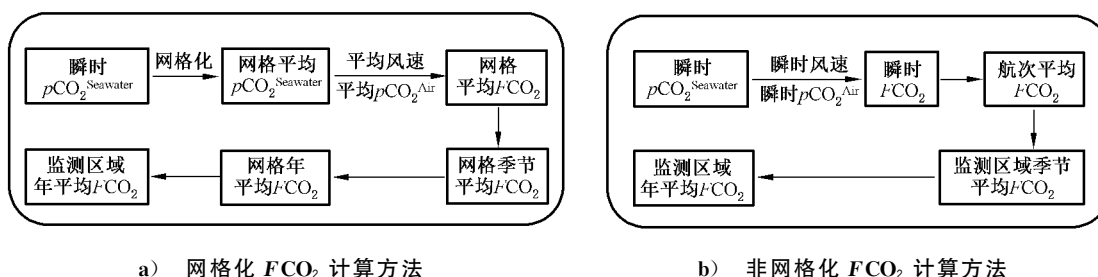 瞬时
pCO₂ᔆᵉᵃʷᵃᵗᵉʳ
网格化
网格平均
pCO₂ᔆᵉᵃʷᵃᵗᵉʳ
平均风速
平均pCO₂ᴬⁱʳ
网格
平均FCO₂
网格季节
平均FCO₂
网格年
平均FCO₂
监测区域
年平均FCO₂
a） 网格化 FCO₂ 计算方法
瞬时
pCO₂ᔆᵉᵃʷᵃᵗᵉʳ
瞬时风速
瞬时pCO₂ᴬⁱʳ
瞬时
FCO₂
航次平均
FCO₂
监测区域季节
平均FCO₂
监测区域
年平均FCO₂
b） 非网格化 FCO₂ 计算方法